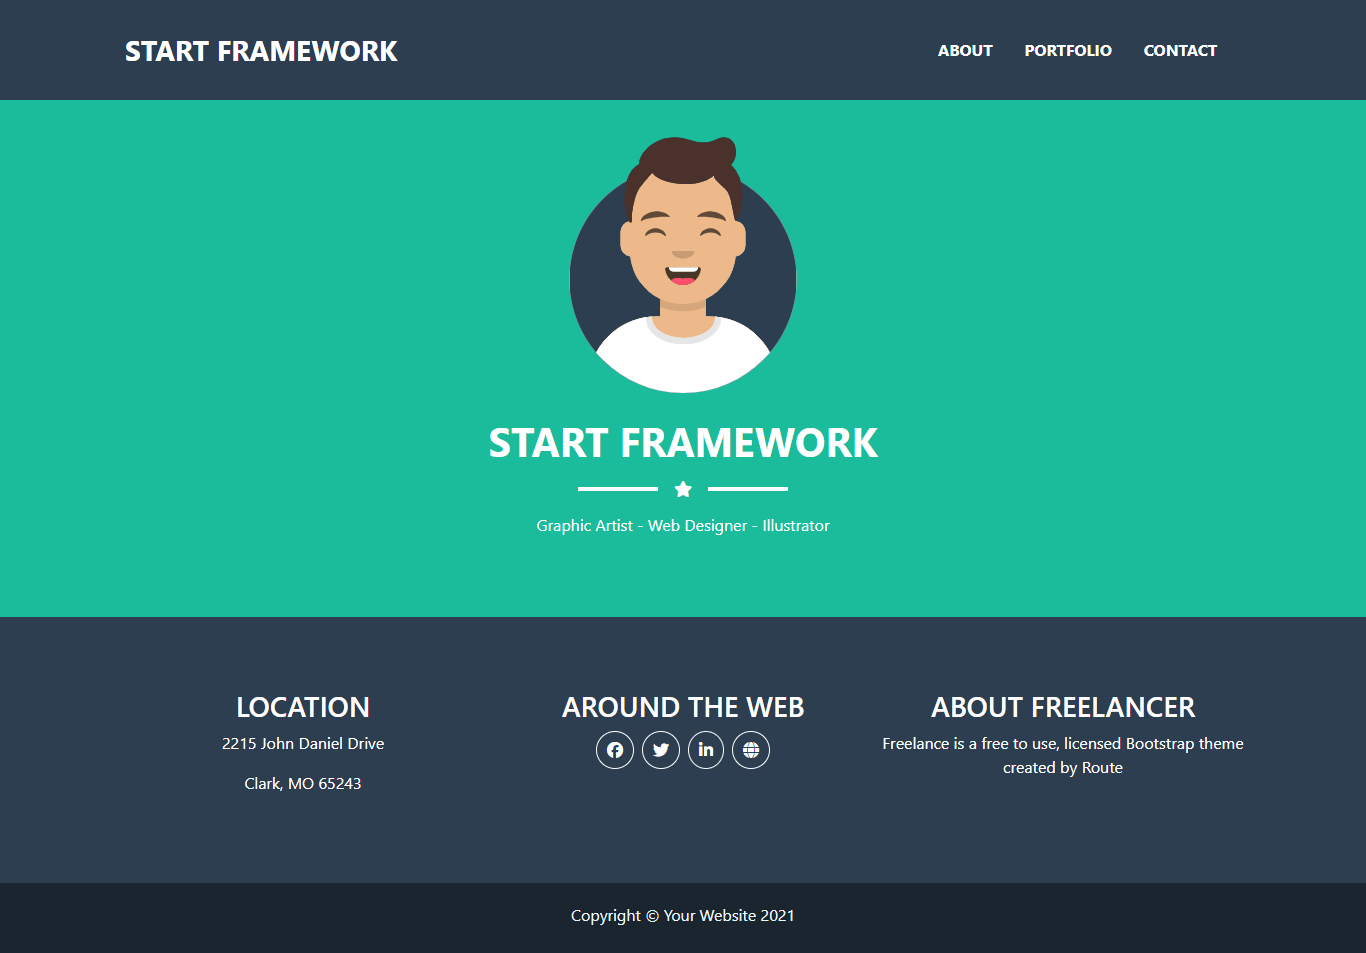 START FRAMEWORK
ABOUT PORTFOLIO CONTACT
START FRAMEWORK
Graphic Artist - Web Designer - Illustrator
LOCATION
2215 John Daniel Drive
Clark, MO 65243
AROUND THE WEB
ABOUT FREELANCER
Freelance is a free to use, licensed Bootstrap theme
created by Route
Copyright © Your Website 2021